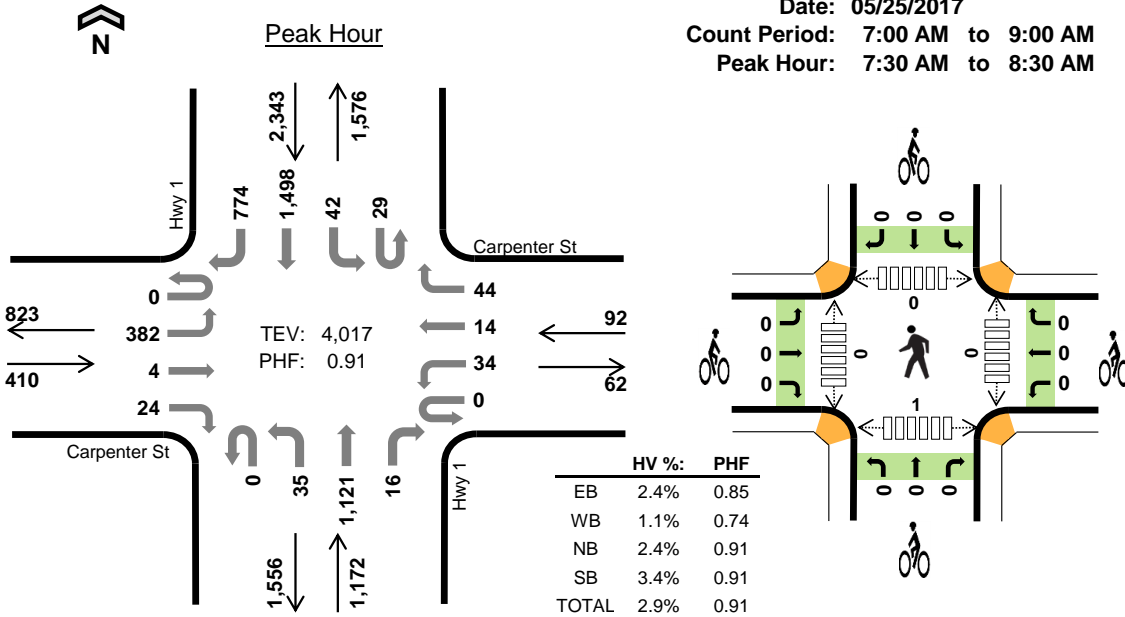 Date: 05/25/2017
Count Period: 7:00 AM to 9:00 AM
Peak Hour: 7:30 AM to 8:30 AM
N
Peak Hour
2,343
1,576
Hwy 1
774
1,498
42
29
Carpenter St
0
382
4
24
823
410
TEV: 4,017
PHF: 0.91
44
14
34
0
92
62
Carpenter St
0
35
1,121
16
Hwy 1
1,556
1,172
HV %: PHF
EB 2.4% 0.85
WB 1.1% 0.74
NB 2.4% 0.91
SB 3.4% 0.91
TOTAL 2.9% 0.91
0 0 0
0
0
0
0
0
0
0
0
0
1
0 0 0